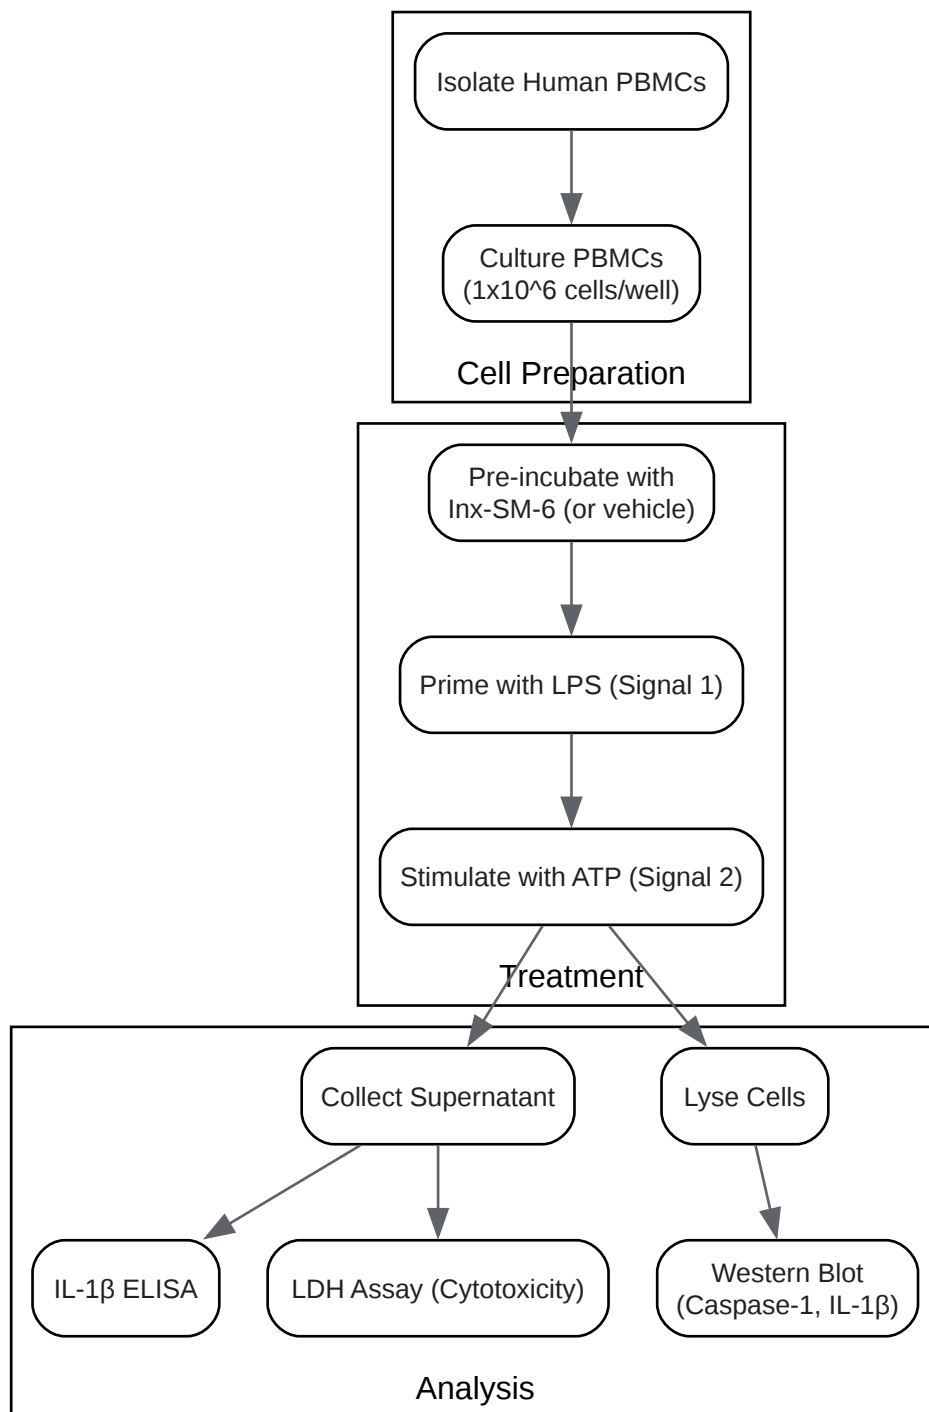 Isolate Human PBMCs
Culture PBMCs
(1x10^6 cells/well)
Cell Preparation
Pre-incubate with
Inx-SM-6 (or vehicle)
Prime with LPS (Signal 1)
Stimulate with ATP (Signal 2)
Treatment
Collect Supernatant
Lyse Cells
IL-1β ELISA
LDH Assay (Cytotoxicity)
Western Blot
(Caspase-1, IL-1β)
Analysis